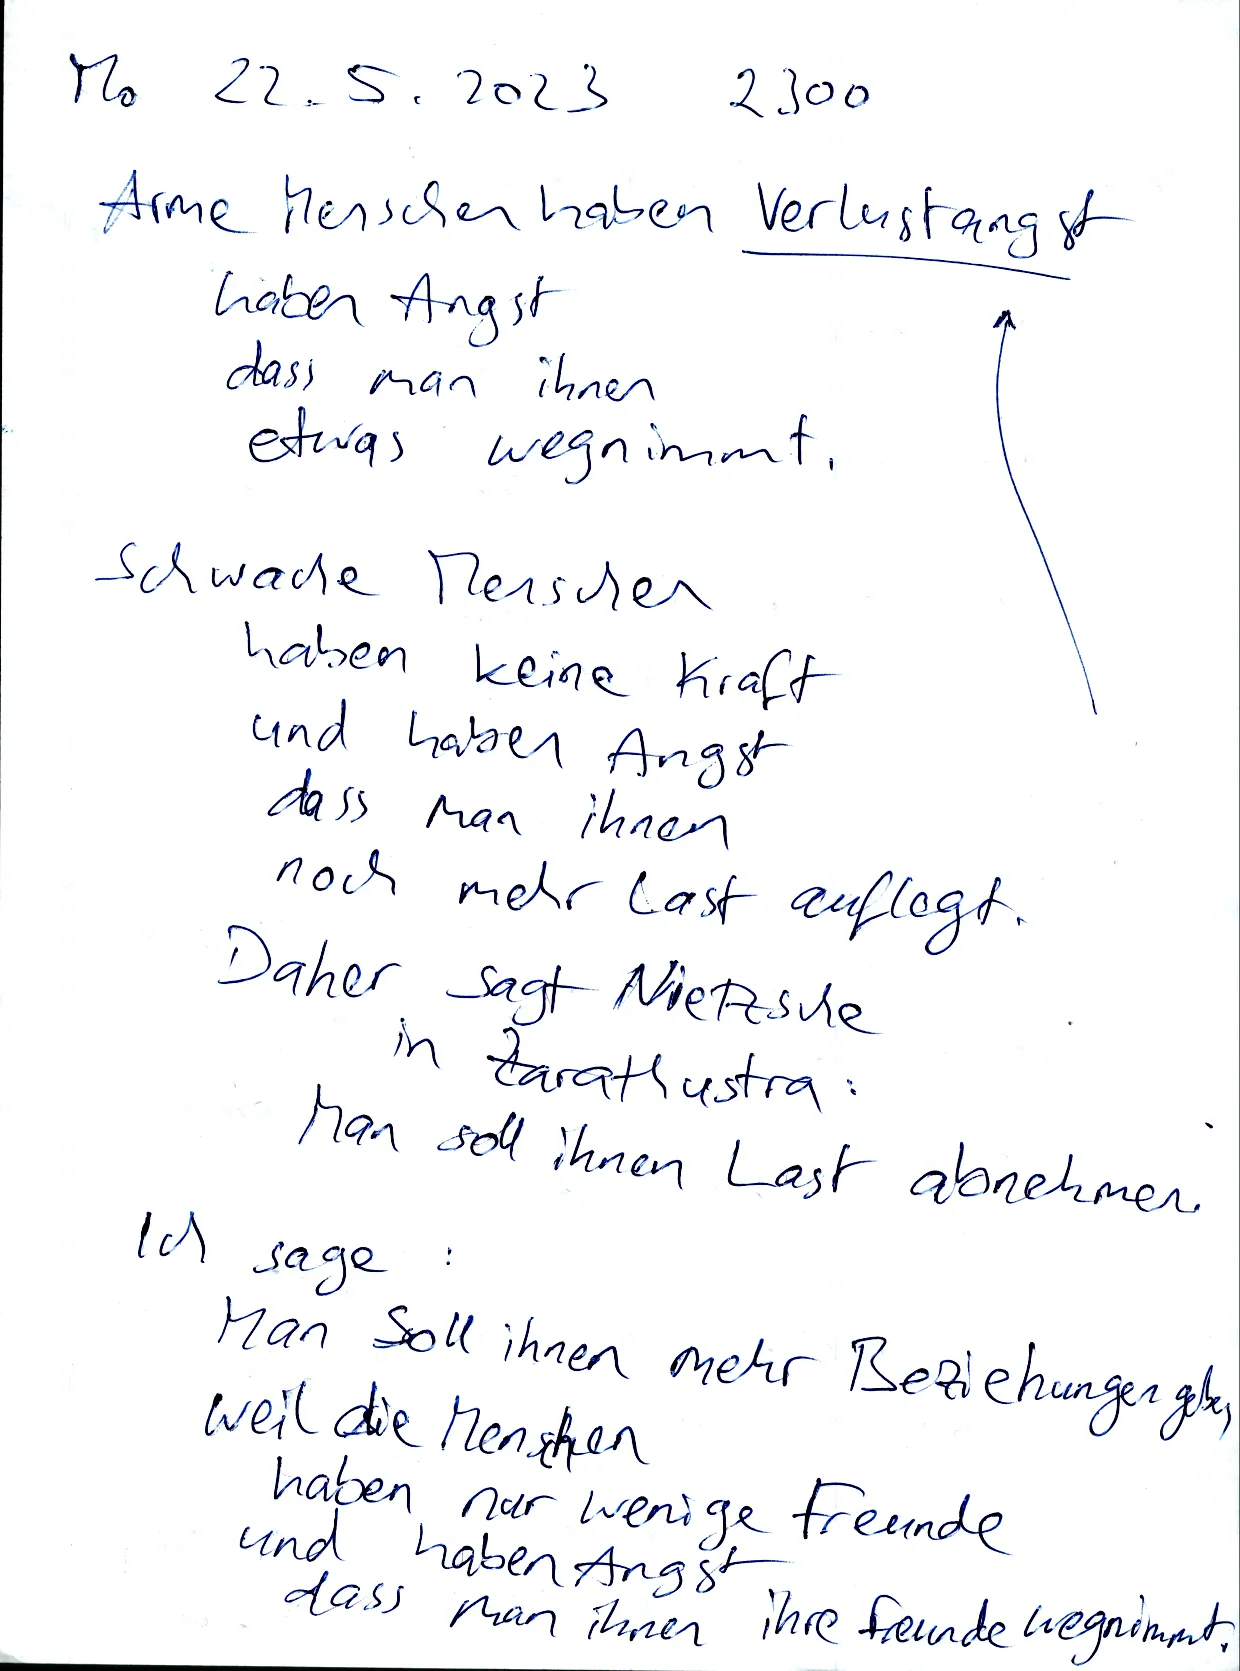 Mo 22.5.2023 2300
Arme Menschen haben Verlustangst
haben Angst
dass man ihnen
etwas wegnimmt.
Schwache Menschen
haben keine Kraft
und haben Angst
dass man ihnen
noch mehr Last auflegt.
Daher sagt Nietzsche
in Zarathustra:
Man soll ihnen Last abnehmen.
Ich sage:
Man soll ihnen mehr Beziehungen geben,
weil die Menschen
haben nur wenige Freunde
und haben Angst
dass man ihnen ihre Freunde wegnimmt.